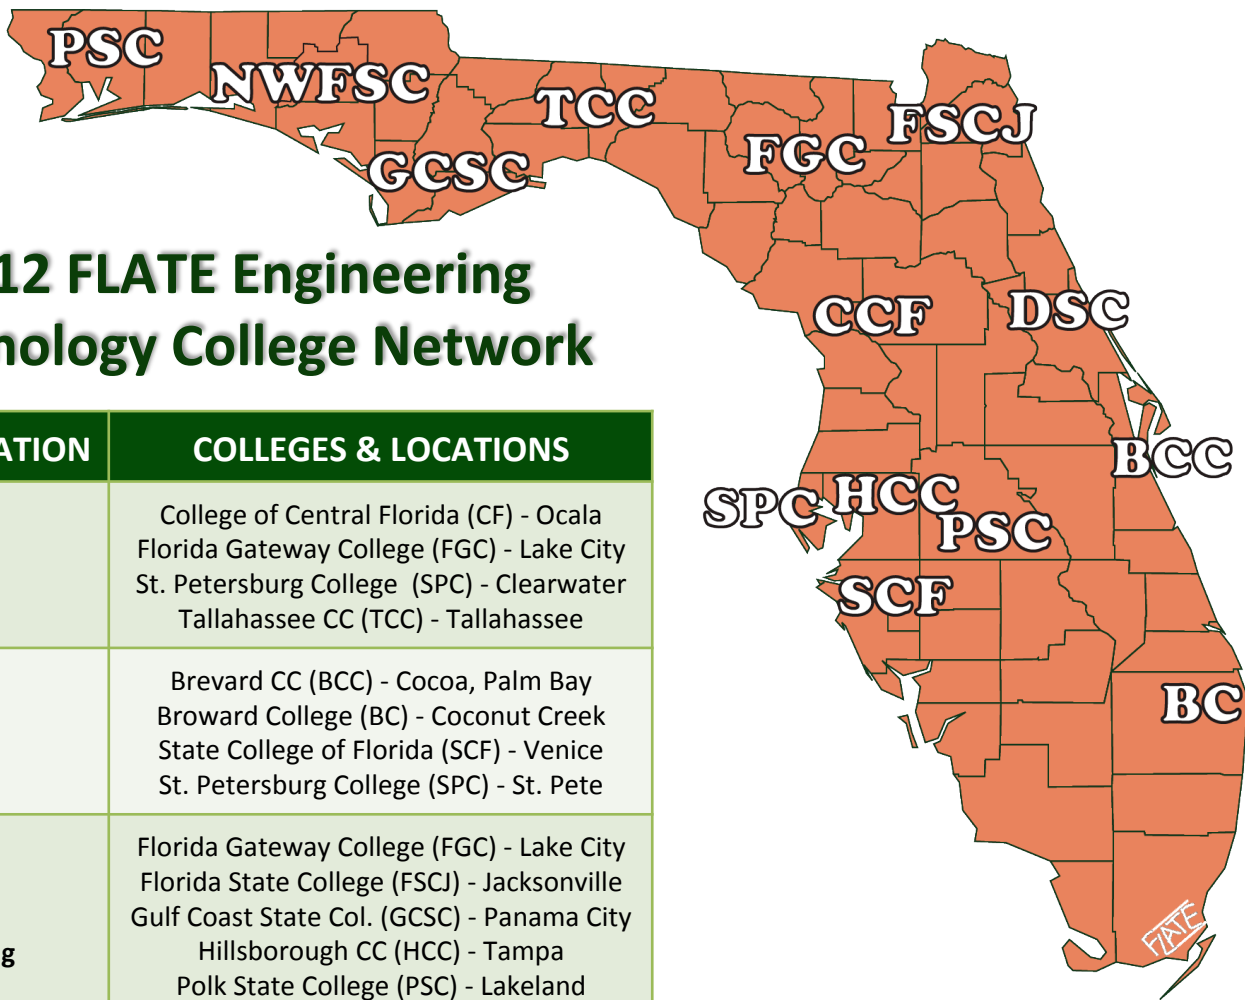 PSC
NWFSC
TCC
FSCJ
FGC
GCSC
12 FLATE Engineering
nology College Network
CCF
DSC
ATION
COLLEGES & LOCATIONS
BCC
HCC
SPC
PSC
College of Central Florida (CF) - Ocala
Florida Gateway College (FGC) - Lake City
St. Petersburg College (SPC) - Clearwater
Tallahassee CC (TCC) - Tallahassee
SCF
Brevard CC (BCC) - Cocoa, Palm Bay
Broward College (BC) - Coconut Creek
State College of Florida (SCF) - Venice
St. Petersburg College (SPC) - St. Pete
BC
Florida Gateway College (FGC) - Lake City
Florida State College (FSCJ) - Jacksonville
Gulf Coast State Col. (GCSC) - Panama City
g
Hillsborough CC (HCC) - Tampa
Polk State College (PSC) - Lakeland
FLATE